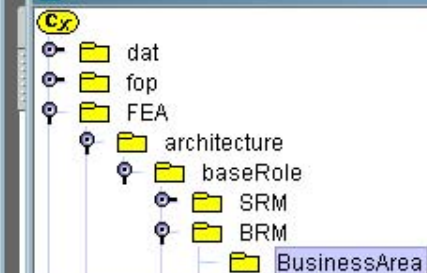 Cx
dat
fop
FEA
architecture
baseRole
SRM
BRM
BusinessArea